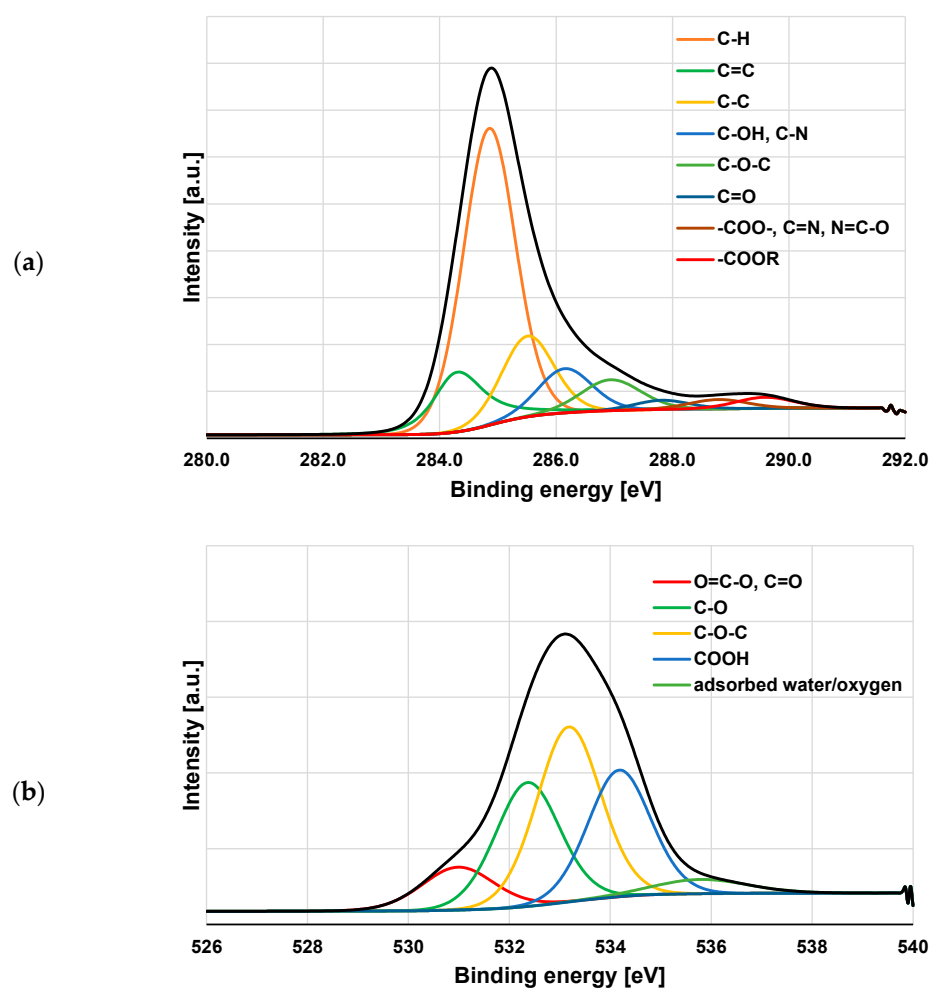 C-H
C=C
C-C
C-OH, C-N
C-O-C
C=O
-COO-, C=N, N=C-O
-COOR
(a)
Intensity [a.u.]
280.0 282.0 284.0 286.0 288.0 290.0 292.0
Binding energy [eV]
O=C-O, C=O
C-O
C-O-C
COOH
adsorbed water/oxygen
(b)
Intensity [a.u.]
526 528 530 532 534 536 538 540
Binding energy [eV]